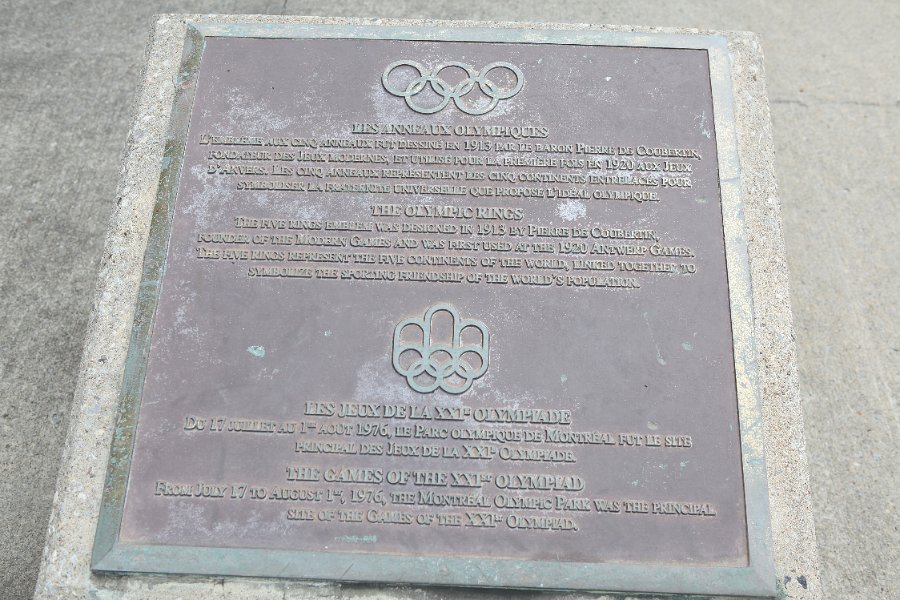 LES ANNEAUX OLYMPIQUES
L'EMBLÈME AUX CINQ ANNEAUX FUT DESSINÉ EN 1913 PAR LE BARON PIERRE DE COUBERTIN,
FONDATEUR DES JEUX MODERNES, ET UTILISÉ POUR LA PREMIÈRE FOIS EN 1920 AUX JEUX
D'ANVERS. LES CINQ ANNEAUX REPRÉSENTENT LES CINQ CONTINENTS ENTRELACÉS POUR
SYMBOLISER LA FRATERNITÉ UNIVERSELLE QUE PROPOSE L'IDÉAL OLYMPIQUE.
THE OLYMPIC RINGS
THE FIVE RINGS EMBLEM WAS DESIGNED IN 1913 BY PIERRE DE COUBERTIN,
FOUNDER OF THE MODERN GAMES AND WAS FIRST USED AT THE 1920 ANTWERP GAMES.
THE FIVE RINGS REPRESENT THE FIVE CONTINENTS OF THE WORLD, LINKED TOGETHER TO
SYMBOLIZE THE SPORTING FRIENDSHIP OF THE WORLD'S POPULATION.
LES JEUX DE LA XXIE OLYMPIADE
DU 17 JUILLET AU 1ER AOÛT 1976, LE PARC OLYMPIQUE DE MONTRÉAL FUT LE SITE
PRINCIPAL DES JEUX DE LA XXIE OLYMPIADE.
THE GAMES OF THE XXIST OLYMPIAD
FROM JULY 17 TO AUGUST 1ST, 1976, THE MONTRÉAL OLYMPIC PARK WAS THE PRINCIPAL
SITE OF THE GAMES OF THE XXIST OLYMPIAD.